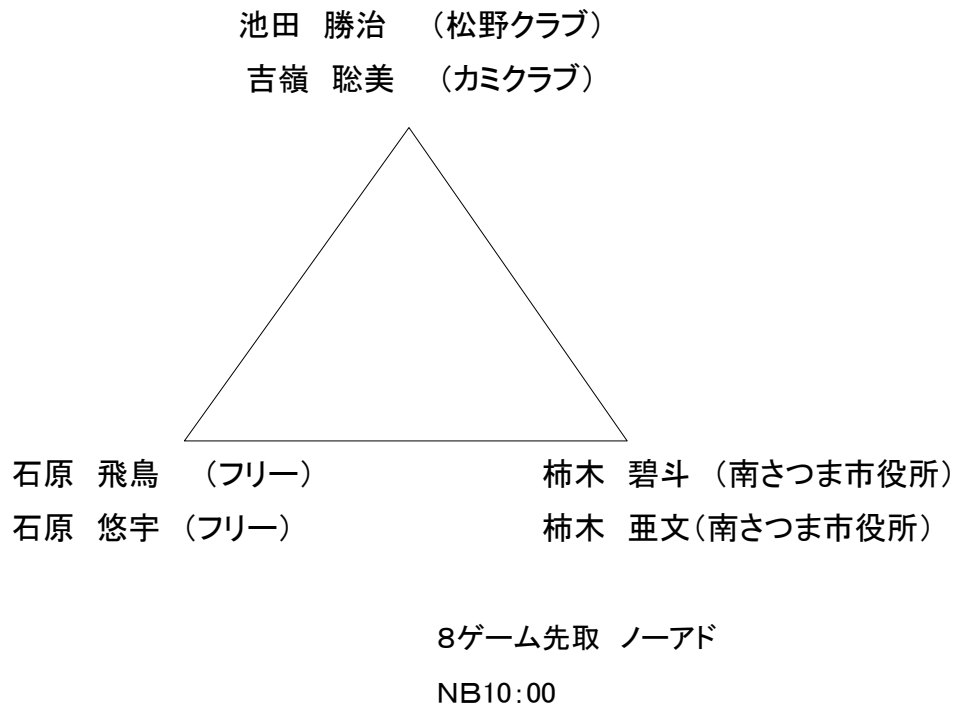 池田　勝治　（松野クラブ）
吉嶺　聡美　（カミクラブ）
石原　飛鳥　（フリー）
石原　悠宇　（フリー）
柿木　碧斗　（南さつま市役所）
柿木　亜文（南さつま市役所）
８ゲーム先取　ノーアド
ＮＢ10：00